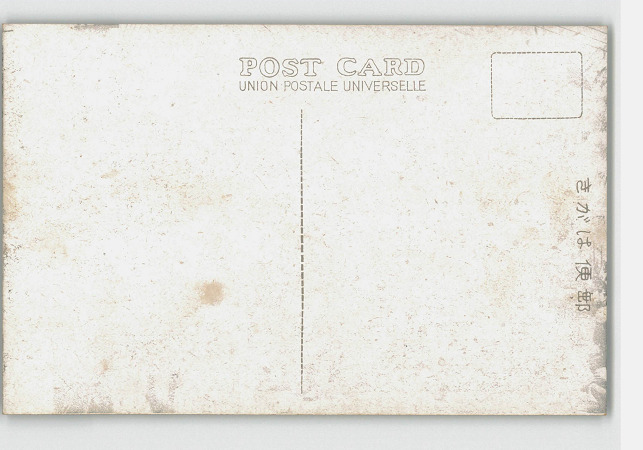 POST CARD
UNION POSTALE UNIVERSELLE
きがは便郵